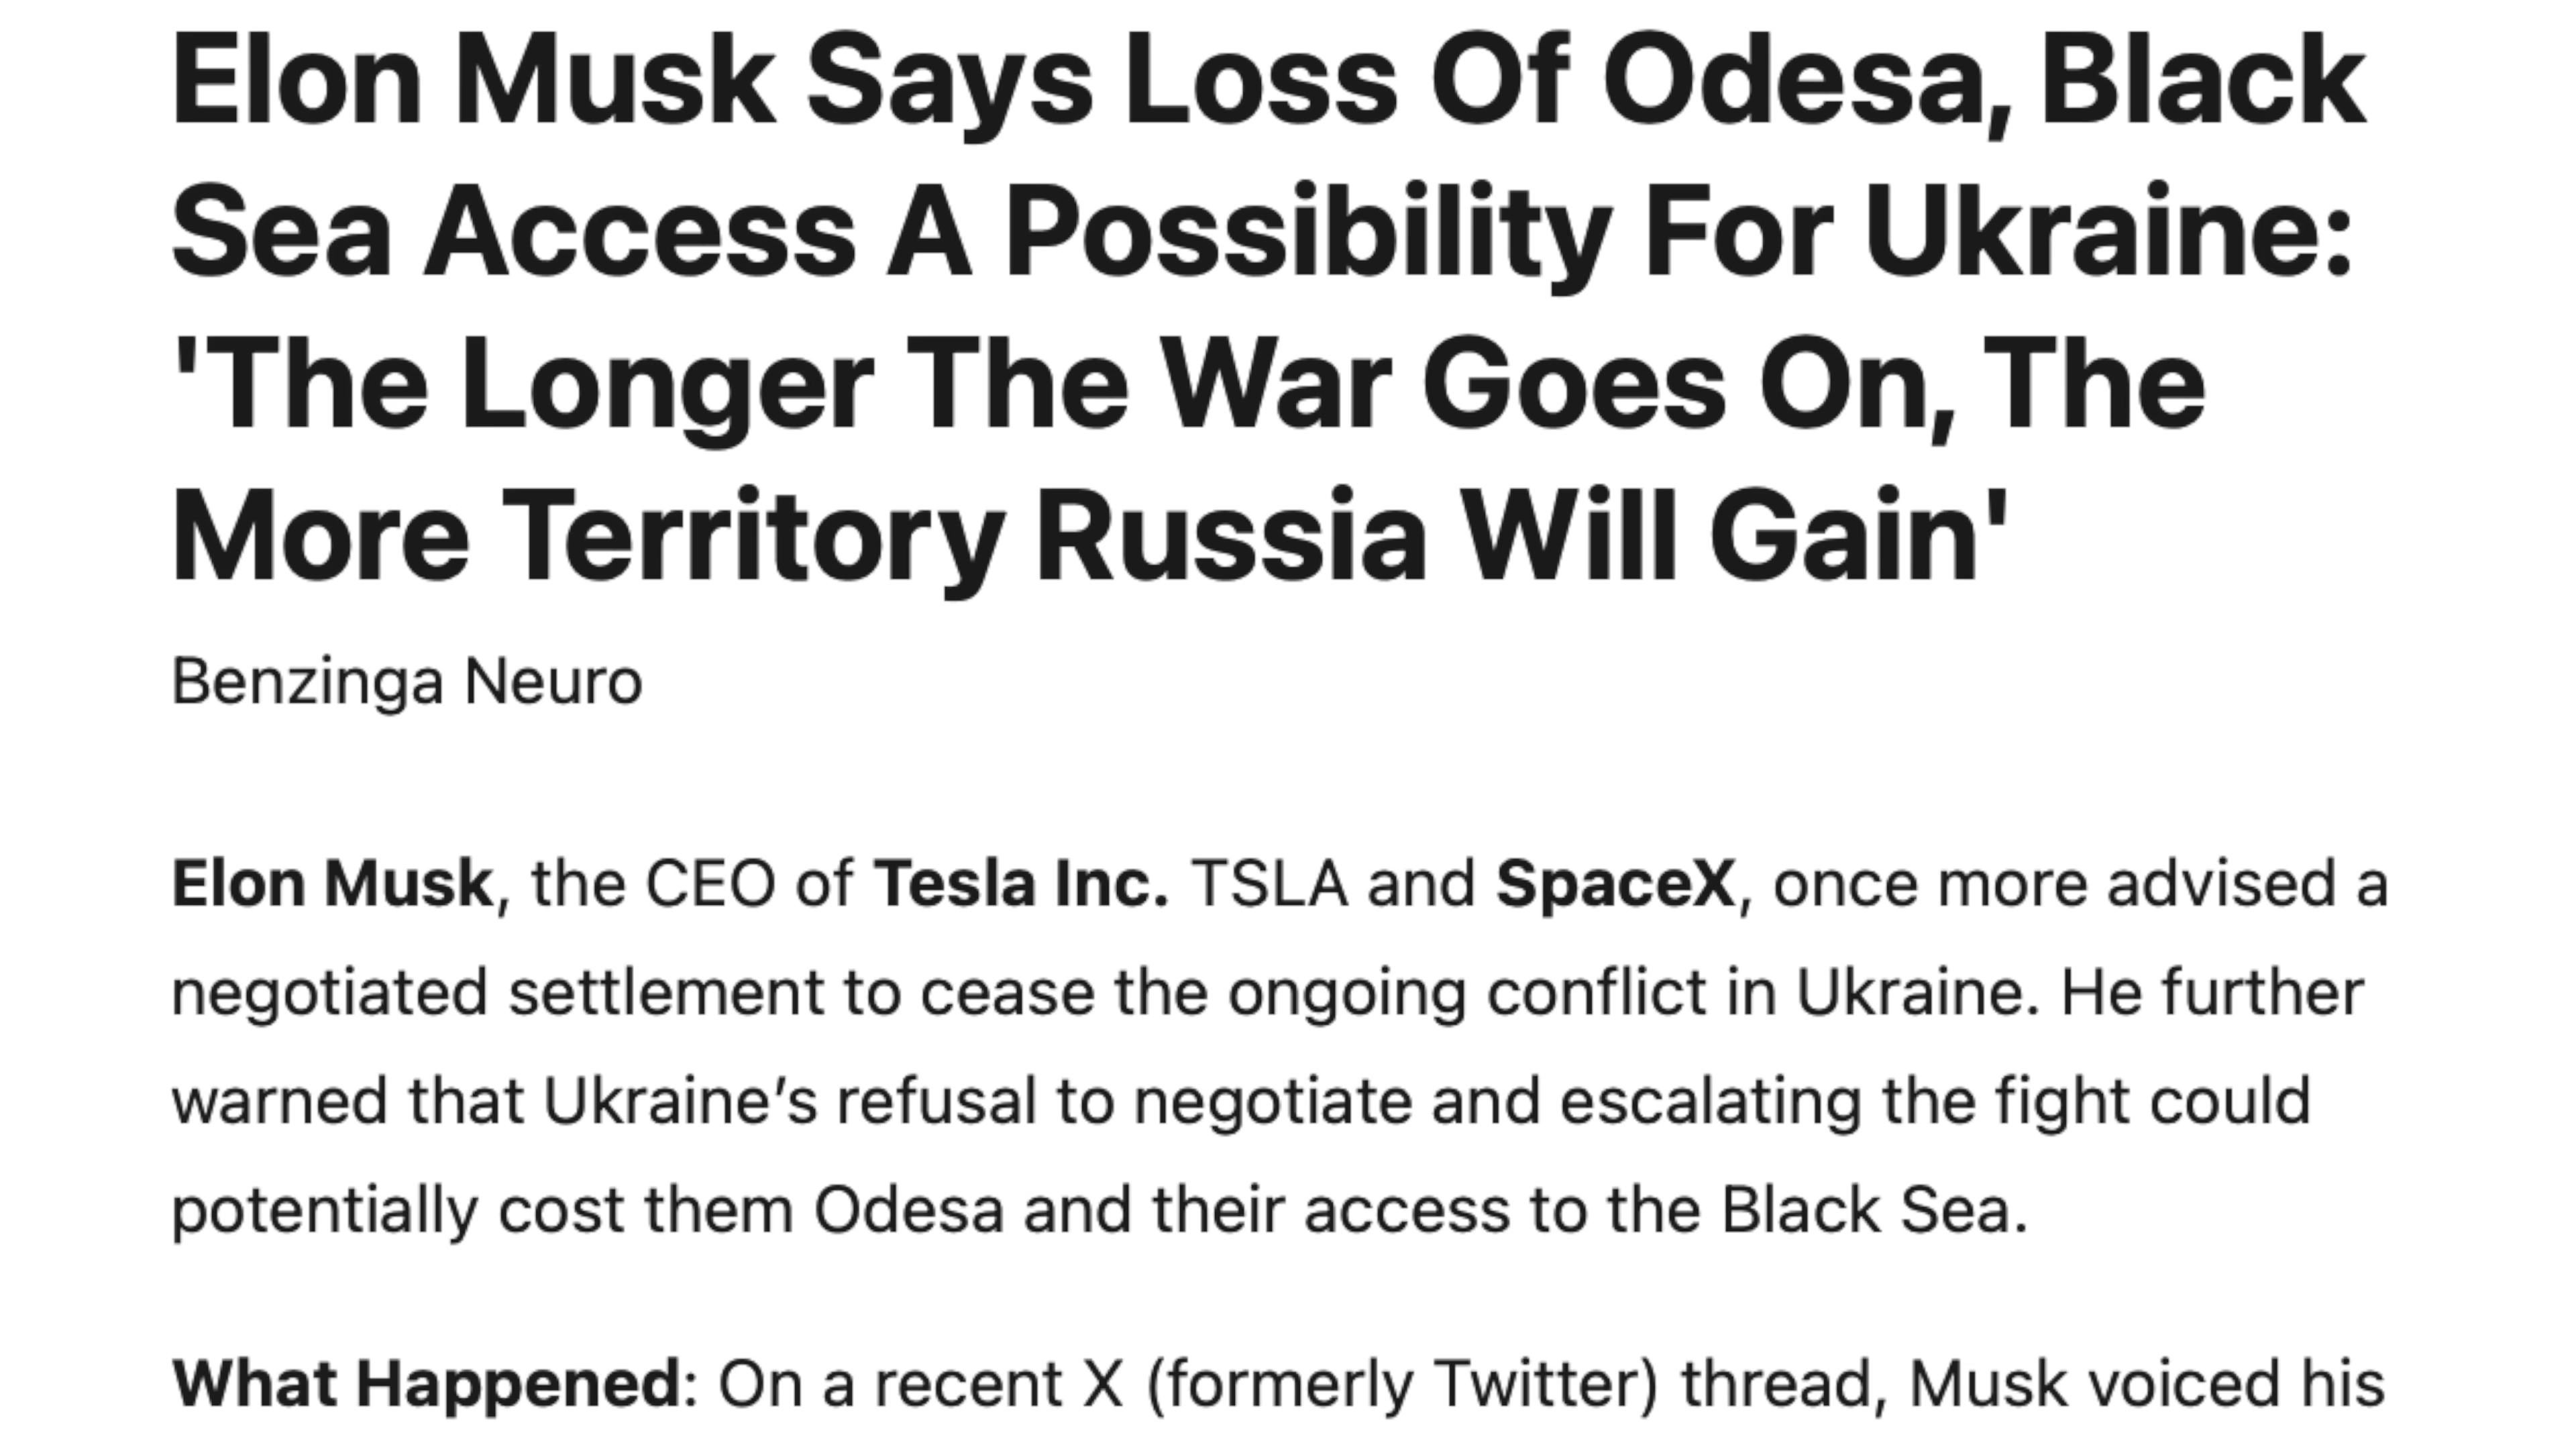 Elon Musk Says Loss Of Odesa, Black
Sea Access A Possibility For Ukraine:
'The Longer The War Goes On, The
More Territory Russia Will Gain'
Benzinga Neuro
Elon Musk, the CEO of Tesla Inc. TSLA and SpaceX, once more advised a
negotiated settlement to cease the ongoing conflict in Ukraine. He further
warned that Ukraine’s refusal to negotiate and escalating the fight could
potentially cost them Odesa and their access to the Black Sea.
What Happened: On a recent X (formerly Twitter) thread, Musk voiced his